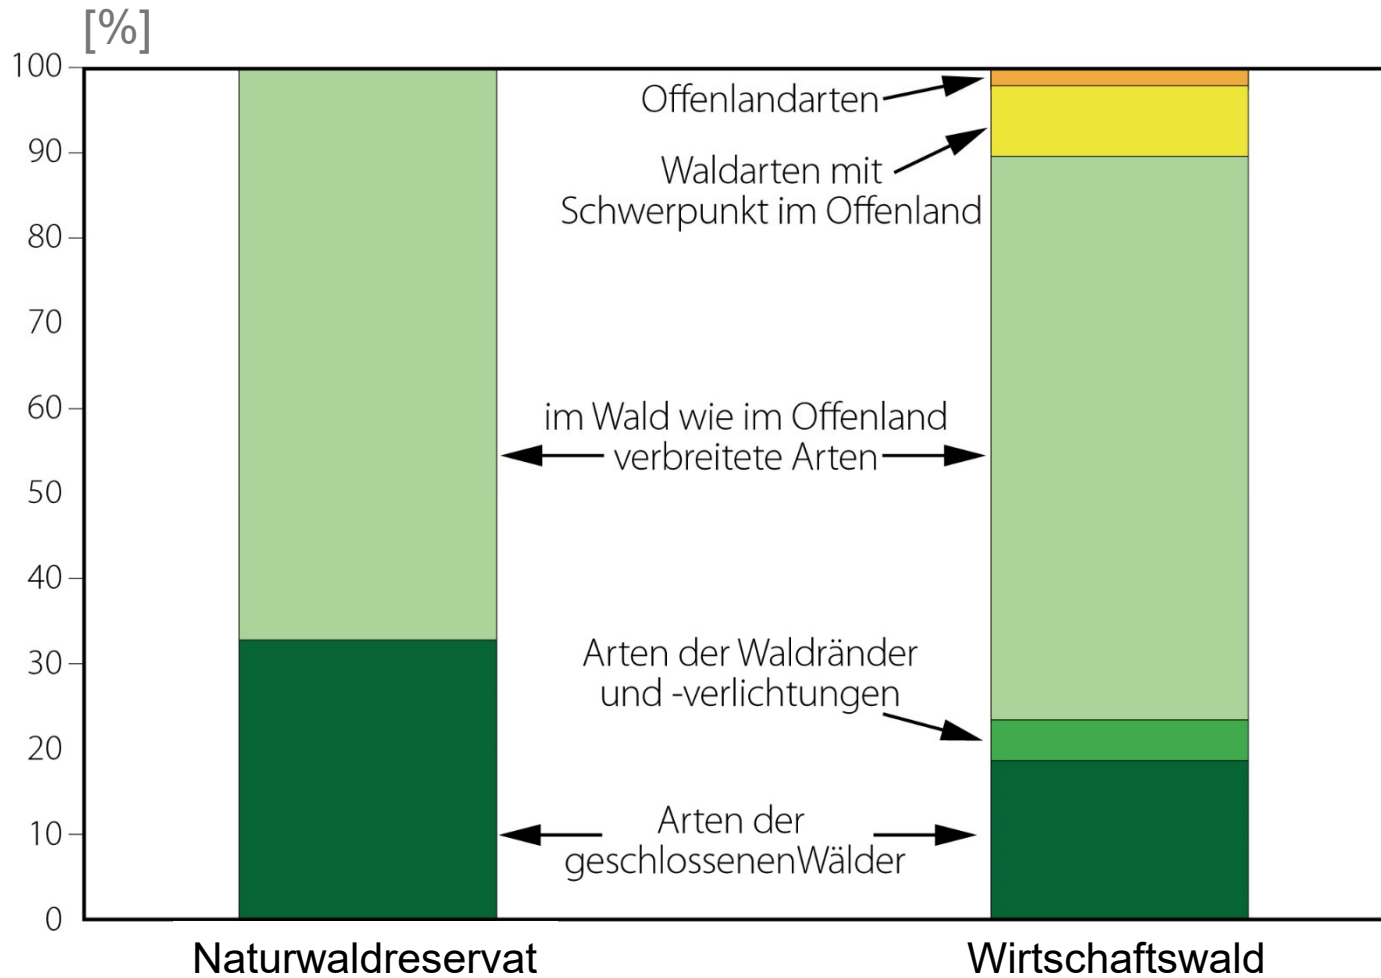 [%]
100
90
80
70
60
50
40
30
20
10
0
Offenlandarten
Waldarten mit
Schwerpunkt im Offenland
im Wald wie im Offenland
verbreitete Arten
Arten der Waldränder
und -verlichtungen
Arten der
geschlossenenWälder
Naturwaldreservat
Wirtschaftswald